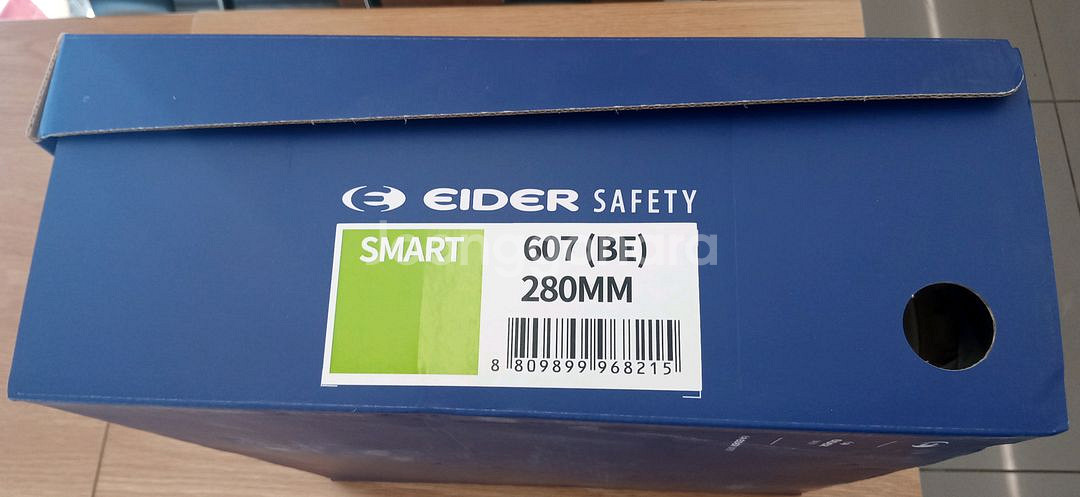 EIDER SAFETY
SMART
607 (BE)
280MM
8 809899 968215